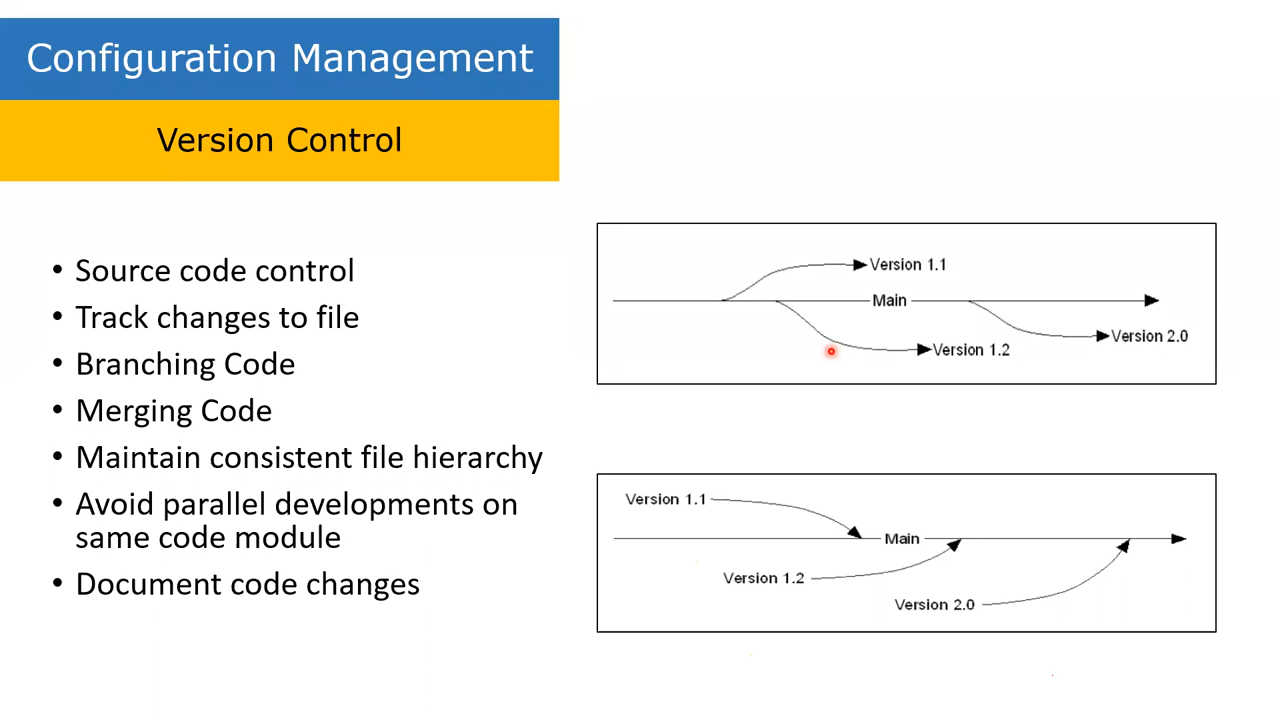 Configuration Management
Version Control
• Source code control
• Track changes to file
• Branching Code
• Merging Code
• Maintain consistent file hierarchy
• Avoid parallel developments on
same code module
• Document code changes
Version 1.1
Main
Version 2.0
Version 1.2
Version 1.1
Main
Version 1.2
Version 2.0